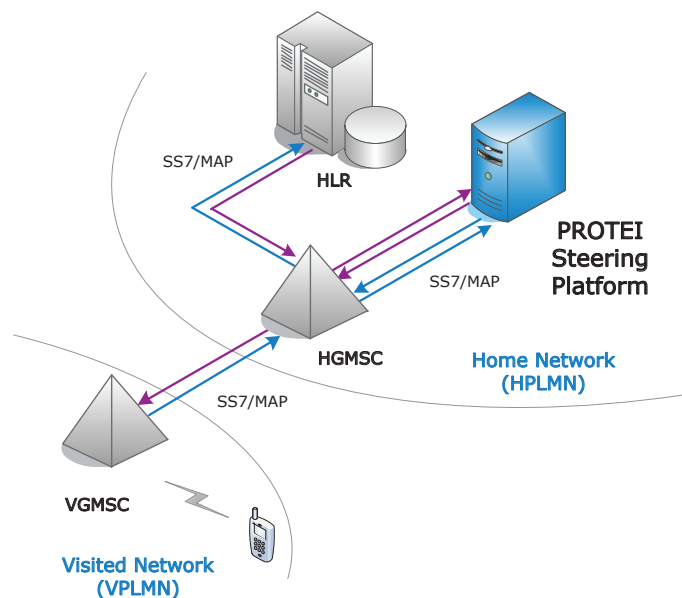 SS7/MAP
HLR
PROTEI
Steering
Platform
SS7/MAP
HGMSC
Home Network
(HPLMN)
SS7/MAP
VGMSC
Visited Network
(VPLMN)